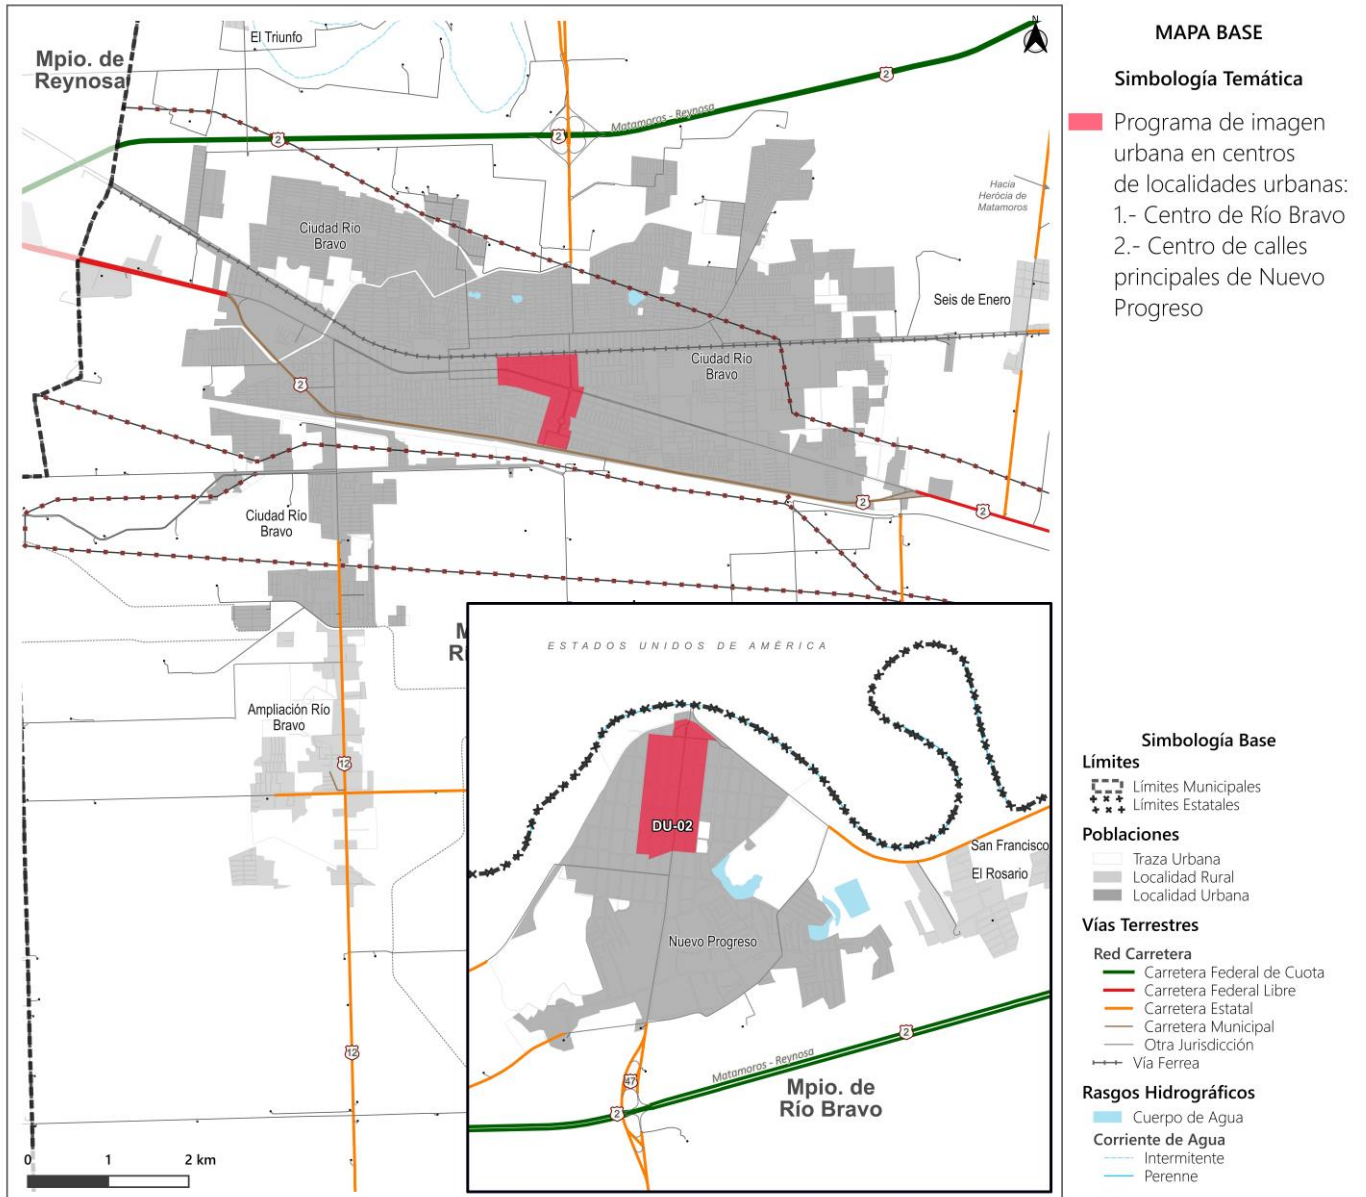 El Triunfo
Mpio. de
Reynosa
N
2
Matamoros - Reynosa
2
2
Hacia
Heróica de
Matamoros
Ciudad Río
Bravo
Seis de Enero
Ciudad Río
Bravo
2
2
2
Ciudad Río
Bravo
Ampliación Río
Bravo
12
12
M
R
0 1 2 km
ESTADOS UNIDOS DE AMÉRICA
DU-02
San Francisco
El Rosario
Nuevo Progreso
2
Matamoros - Reynosa
47
2
Mpio. de
Río Bravo
MAPA BASE
Simbología Temática
Programa de imagen
urbana en centros
de localidades urbanas:
1.- Centro de Río Bravo
2.- Centro de calles
principales de Nuevo
Progreso
Simbología Base
Límites
Límites Municipales
Límites Estatales
Poblaciones
Traza Urbana
Localidad Rural
Localidad Urbana
Vías Terrestres
Red Carretera
Carretera Federal de Cuota
Carretera Federal Libre
Carretera Estatal
Carretera Municipal
Otra Jurisdicción
Vía Ferrea
Rasgos Hidrográficos
Cuerpo de Agua
Corriente de Agua
Intermitente
Perenne